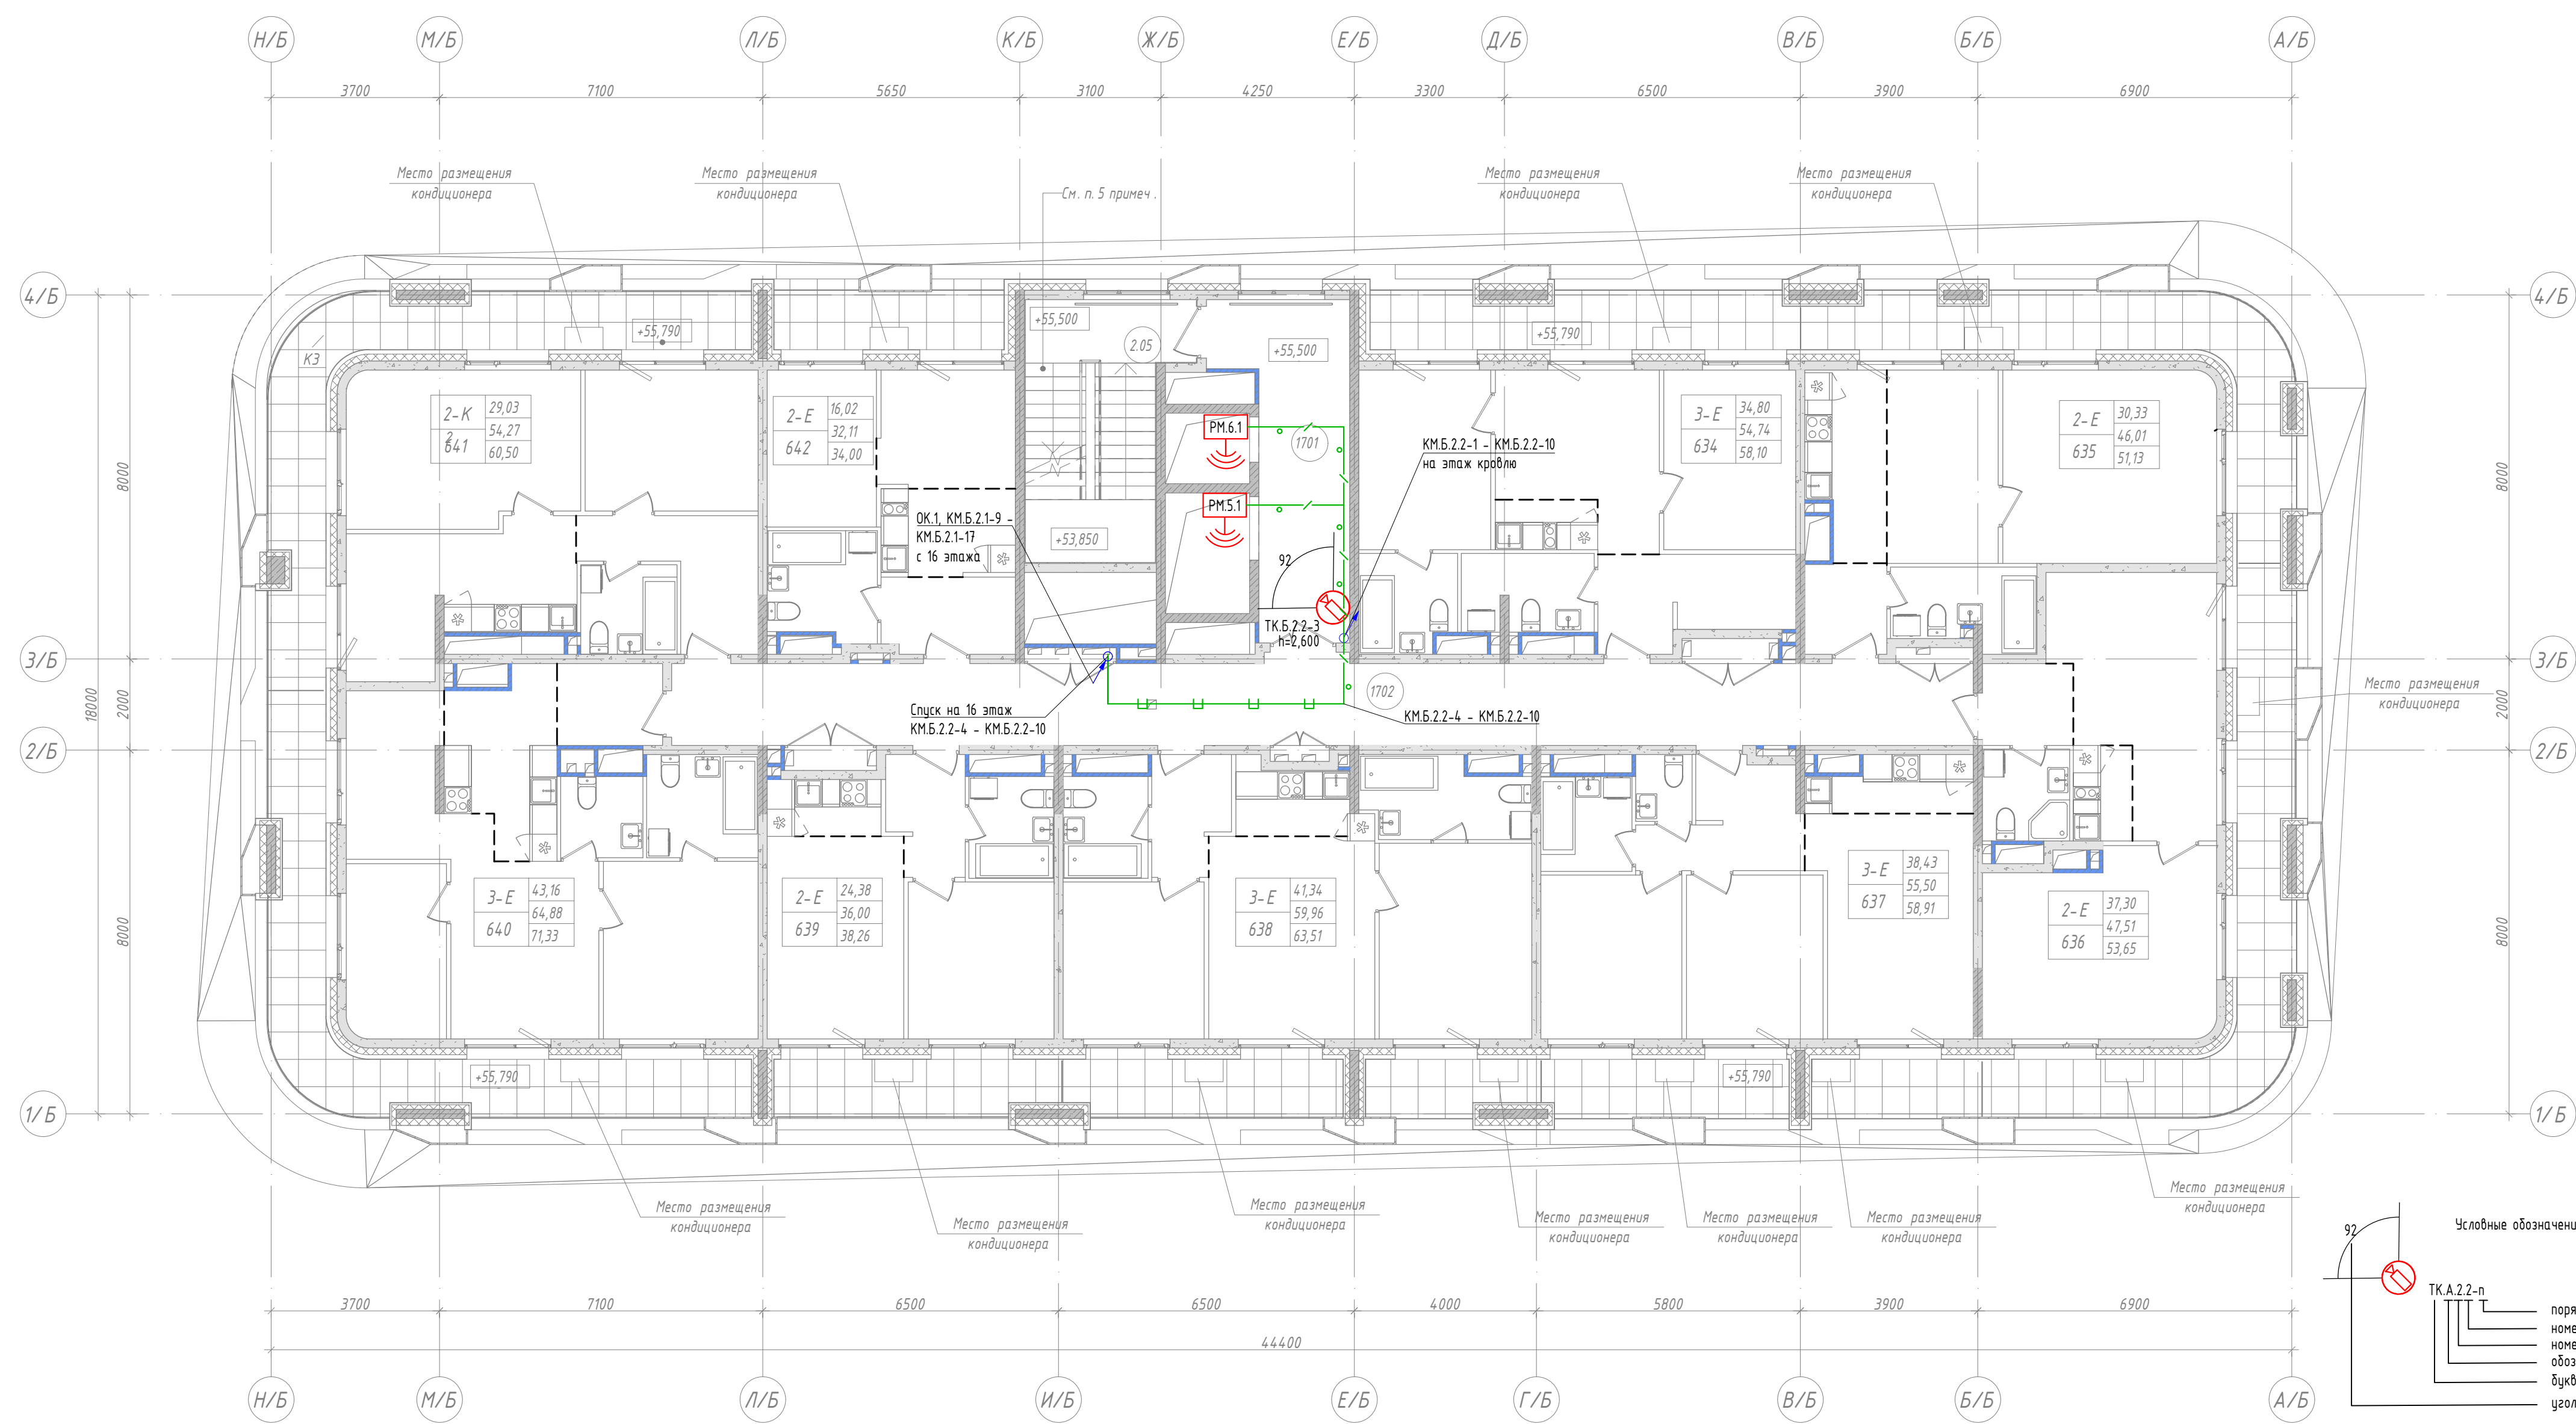 Н/Б
М/Б
Л/Б
К/Б
Ж/Б
Е/Б
Д/Б
В/Б
Б/Б
А/Б
3700
7100
5650
3100
4250
3300
6500
3900
6900
Место размещения
кондиционера
Место размещения
кондиционера
См. п. 5 примеч.
Место размещения
кондиционера
Место размещения
кондиционера
4/Б
4/Б
+55,790
+55,500
2.05
+55,500
+55,790
К3
2-К
641
2
29,03
54,27
60,50
2-Е
642
16,02
32,11
34,00
РМ.6.1
1701
КМ.Б.2.2-1 - КМ.Б.2.2-10
на этаж кровлю
3-Е
634
34,80
54,74
58,10
2-Е
635
30,33
46,01
51,13
8000
8000
РМ.5.1
ОК.1, КМ.Б.2.1-9 -
КМ.Б.2.1-17
с 16 этажа
+53,850
92
ТК.Б.2.2-3
h=2,600
3/Б
3/Б
18000
2000
2000
1702
Место размещения
кондиционера
Спуск на 16 этаж
КМ.Б.2.2-4 - КМ.Б.2.2-10
КМ.Б.2.2-4 - КМ.Б.2.2-10
2/Б
2/Б
3-Е
640
43,16
64,88
71,33
2-Е
639
24,38
36,00
38,26
3-Е
638
41,34
59,96
63,51
3-Е
637
38,43
55,50
58,91
2-Е
636
37,30
47,51
53,65
8000
8000
+55,790
+55,790
1/Б
1/Б
Место размещения
кондиционера
Место размещения
кондиционера
Место размещения
кондиционера
Место размещения
кондиционера
Место размещения
кондиционера
Место размещения
кондиционера
Место размещения
кондиционера
92
Условные обозначени
ТК.А.2.2-п
поря
номе
номе
обоз
букв
угол
3700
7100
6500
6500
4000
5800
3900
6900
44400
Н/Б
М/Б
Л/Б
И/Б
Е/Б
Г/Б
В/Б
Б/Б
А/Б